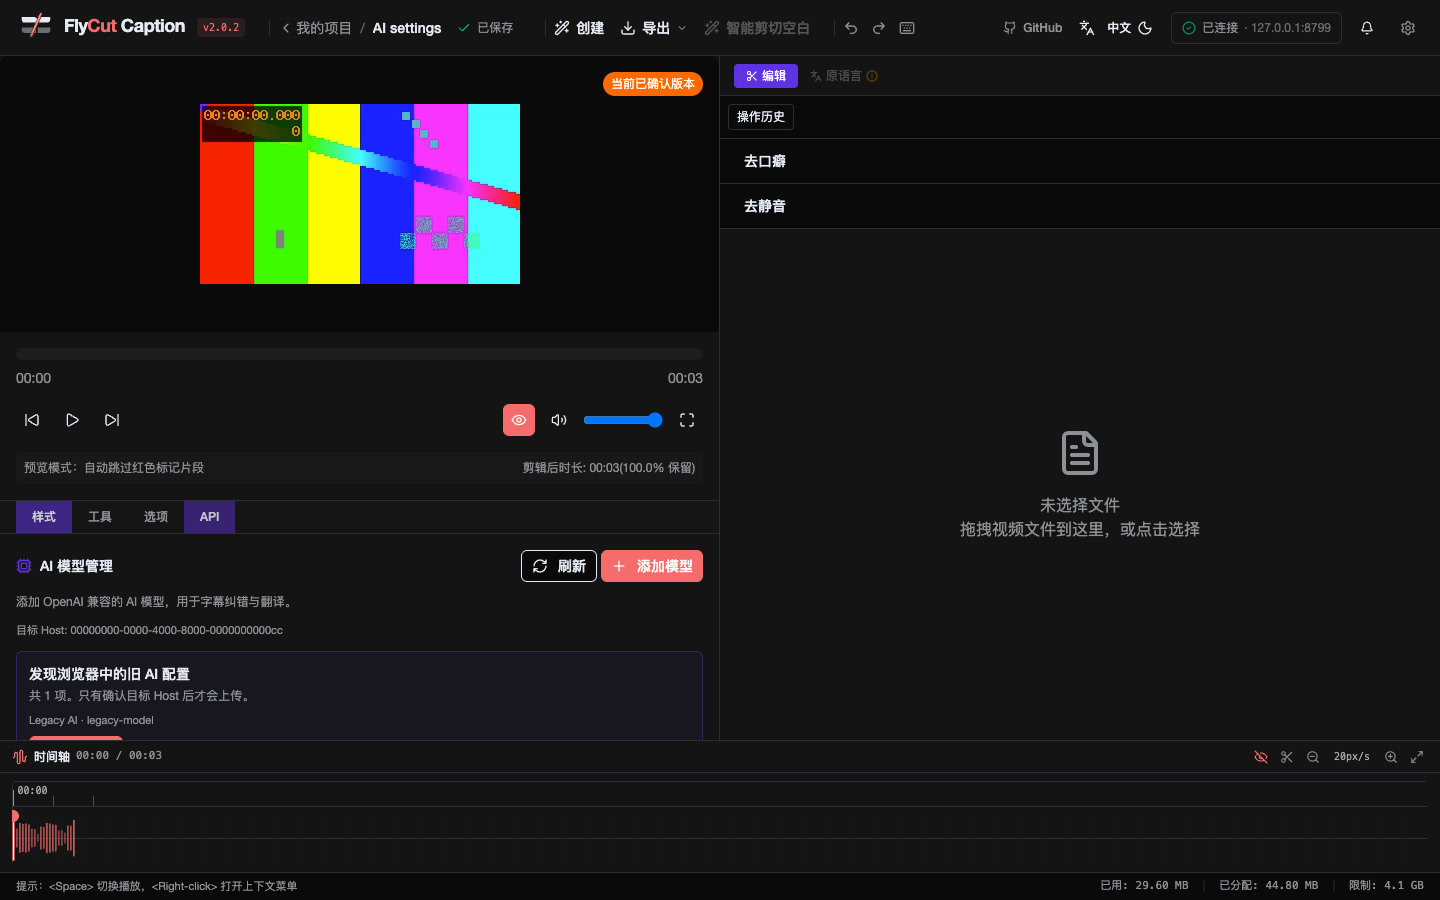 FlyCut Caption v2.0.2
我的项目 / AI settings 已保存 创建 导出 智能剪切空白
GitHub 中文 已连接 · 127.0.0.1:8799
当前已确认版本
00:00:00.000
0
00:00 00:03
预览模式：自动跳过红色标记片段 剪辑后时长: 00:03(100.0% 保留)
样式 工具 选项 API
AI 模型管理 刷新 添加模型
添加 OpenAI 兼容的 AI 模型，用于字幕纠错与翻译。
目标 Host: 00000000-0000-4000-8000-0000000000cc
发现浏览器中的旧 AI 配置
共 1 项。只有确认目标 Host 后才会上传。
Legacy AI · legacy-model
编辑 原语言
操作历史
去口癖
去静音
未选择文件
拖拽视频文件到这里，或点击选择
时间轴 00:00 / 00:03 20px/s
00:00
提示：<Space> 切换播放，<Right-click> 打开上下文菜单 已用: 29.60 MB 已分配: 44.80 MB 限制: 4.1 GB